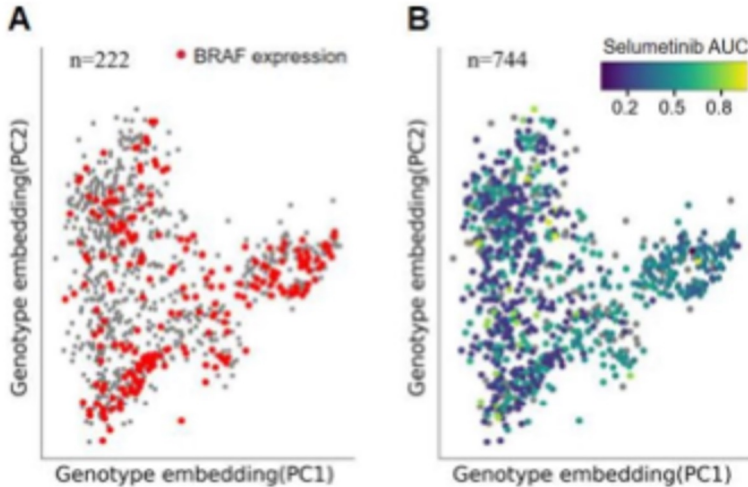 A
n=222
BRAF expression
Genotype embedding(PC2)
Genotype embedding(PC1)
B
n=744
Selumetinib AUC
0.2 0.5 0.8
Genotype embedding(PC2)
Genotype embedding(PC1)